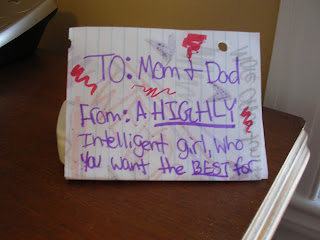 TO: Mom + Dad
From: A HIGHLY
Intelligent girl, Who
You want the BEST for